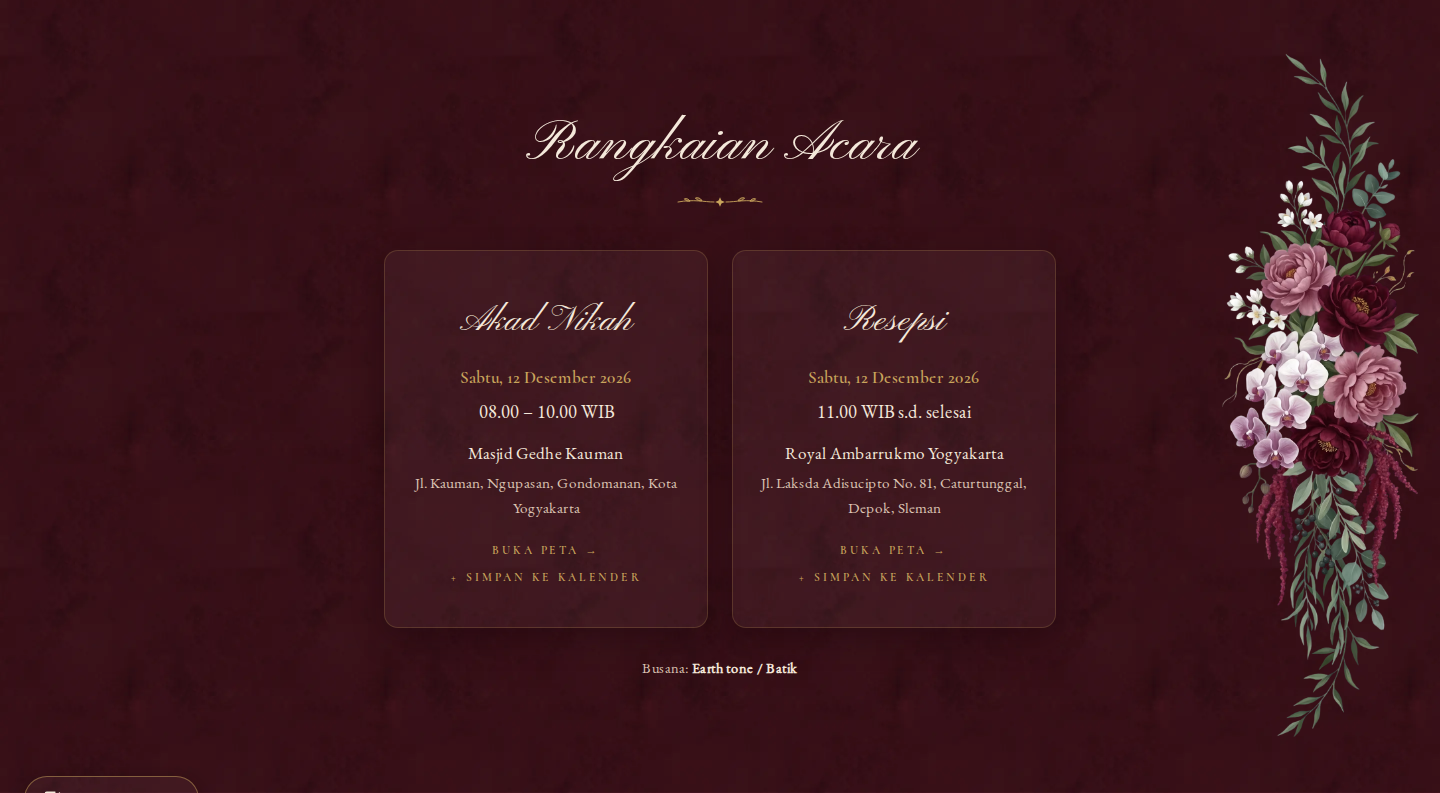 Rangkaian Acara
Akad Nikah
Sabtu, 12 Desember 2026
08.00 – 10.00 WIB
Masjid Gedhe Kauman
Jl. Kauman, Ngupasan, Gondomanan, Kota
Yogyakarta
BUKA PETA →
+ SIMPAN KE KALENDER
Resepsi
Sabtu, 12 Desember 2026
11.00 WIB s.d. selesai
Royal Ambarrukmo Yogyakarta
Jl. Laksda Adisucipto No. 81, Caturtunggal,
Depok, Sleman
BUKA PETA →
+ SIMPAN KE KALENDER
Busana: Earth tone / Batik